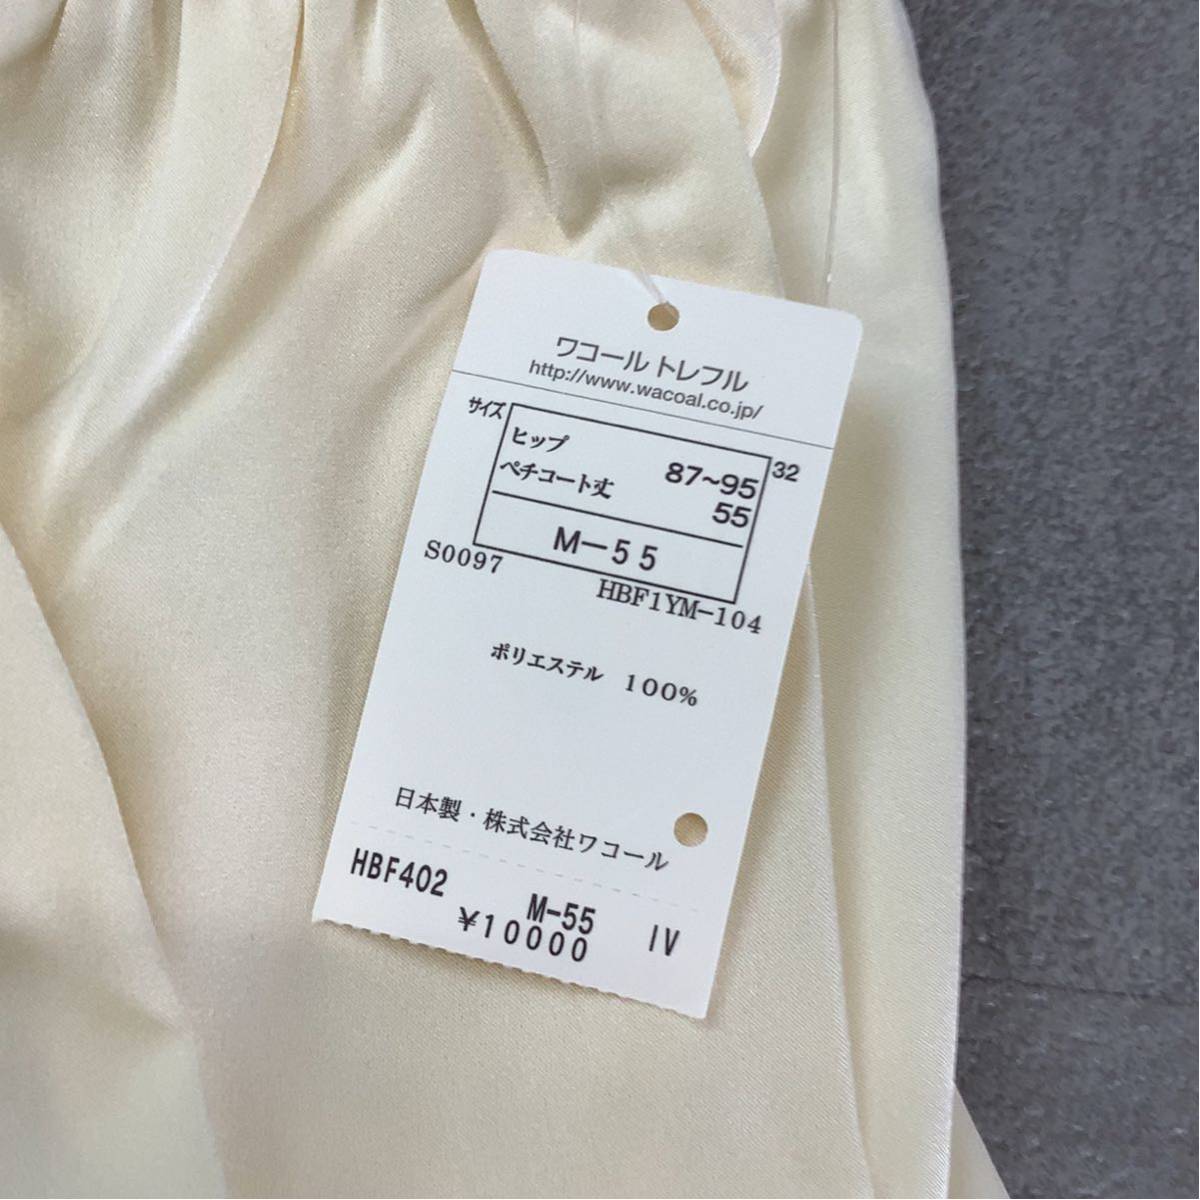 ワコール トレフル
http://www.wacoal.co.jp/
サイズ
ヒップ 87~95
32
ペチコート丈 55
M－55
S0097 HBF1YM-104
ポリエステル 100%
日本製・株式会社ワコール
HBF402 M-55 IV
¥10000